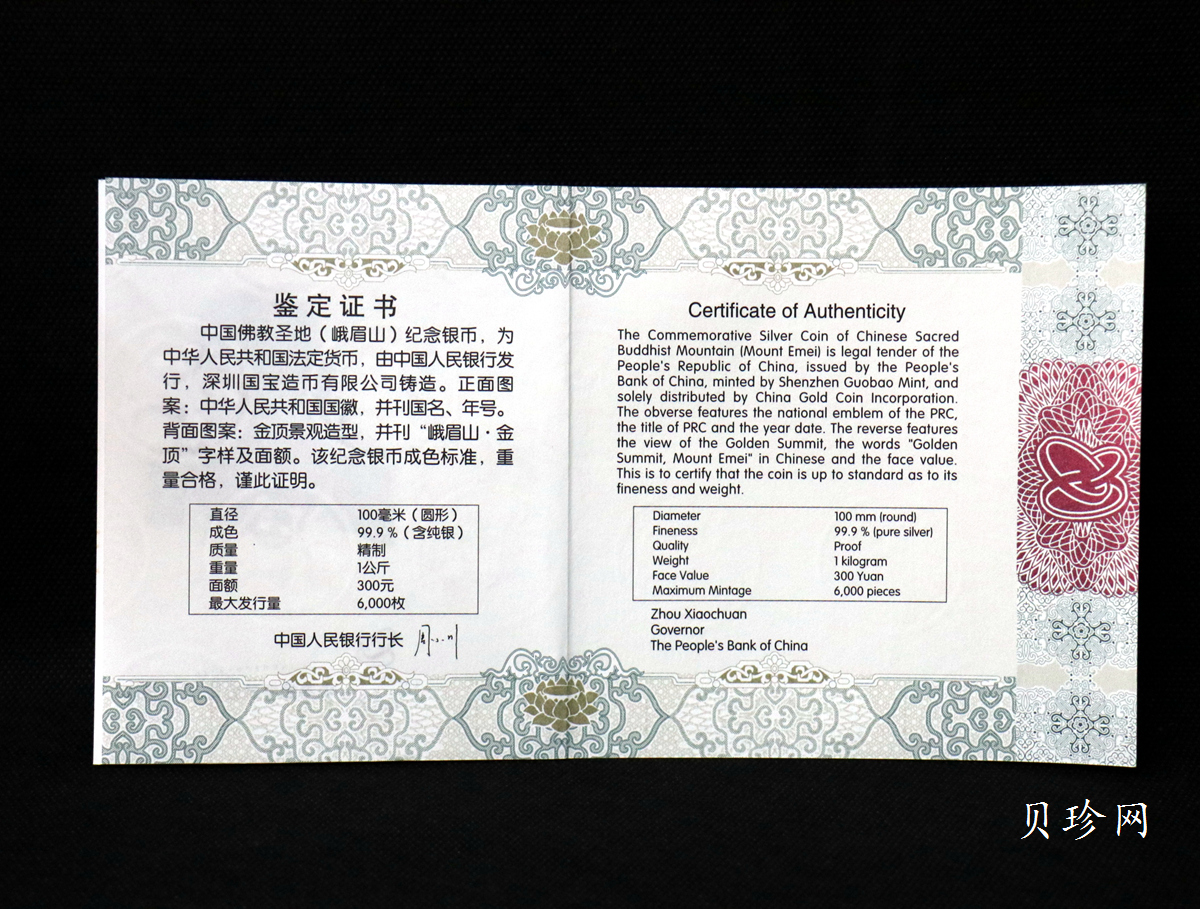 鉴定证书
中国佛教圣地（峨眉山）纪念银币，为
中华人民共和国法定货币，由中国人民银行发
行，深圳国宝造币有限公司铸造。正面图
案：中华人民共和国国徽，并刊国名、年号。
背面图案：金顶景观造型，并刊“峨眉山·金
顶”字样及面额。该纪念银币成色标准，重
量合格，谨此证明。
直径 100毫米（圆形）
成色 99.9％（含纯银）
质量 精制
重量 1公斤
面额 300元
最大发行量 6,000枚
中国人民银行行长
Certificate of Authenticity
The Commemorative Silver Coin of Chinese Sacred
Buddhist Mountain (Mount Emei) is legal tender of the
People's Republic of China, issued by the People's
Bank of China, minted by Shenzhen Guobao Mint, and
solely distributed by China Gold Coin Incorporation.
The obverse features the national emblem of the PRC,
the title of PRC and the year date. The reverse features
the view of the Golden Summit, the words "Golden
Summit, Mount Emei" in Chinese and the face value.
This is to certify that the coin is up to standard as to its
fineness and weight.
Diameter 100 mm (round)
Fineness 99.9 % (pure silver)
Quality Proof
Weight 1 kilogram
Face Value 300 Yuan
Maximum Mintage 6,000 pieces
Zhou Xiaochuan
Governor
The People's Bank of China
贝珍网